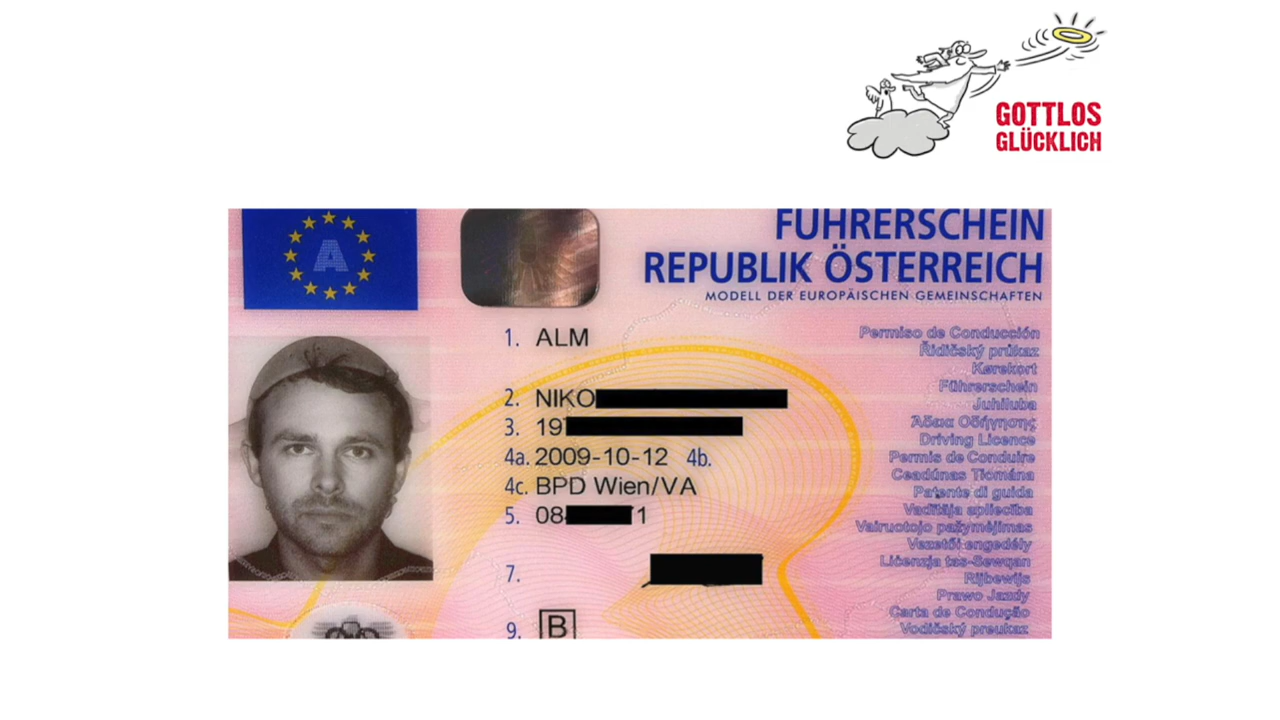 GOTTLOS
GLÜCKLICH
A
FÜHRERSCHEIN
REPUBLIK ÖSTERREICH
MODELL DER EUROPÄISCHEN GEMEINSCHAFTEN
1. ALM
2. NIKO
3. 19
4a. 2009-10-12 4b.
4c. BPD Wien/VA
5. 08 1
7.
9. B
Permiso de Conducción
Řidičský průkaz
Kørekort
Führerschein
Juhiluba
Άδεια Οδήγησης
Driving Licence
Permis de Conduire
Ceadúnas Tiomána
Patente di guida
Vadītāja apliecība
Vairuotojo pažymėjimas
Vezetői engedély
Liċenzja tas-Sewqan
Rijbewijs
Prawo Jazdy
Carta de Condução
Vodičský preukaz